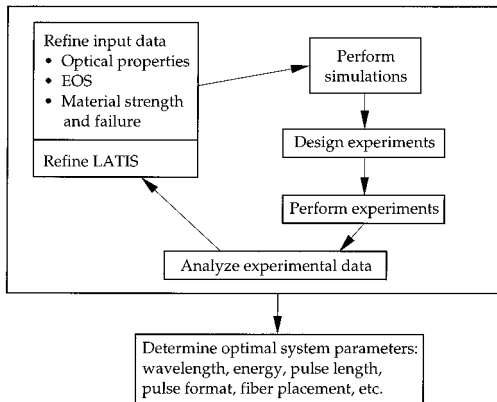 Refine input data
• Optical properties
• EOS
• Material strength
and failure
Refine LATIS
Perform
simulations
Design experiments
Perform experiments
Analyze experimental data
Determine optimal system parameters:
wavelength, energy, pulse length,
pulse format, fiber placement, etc.